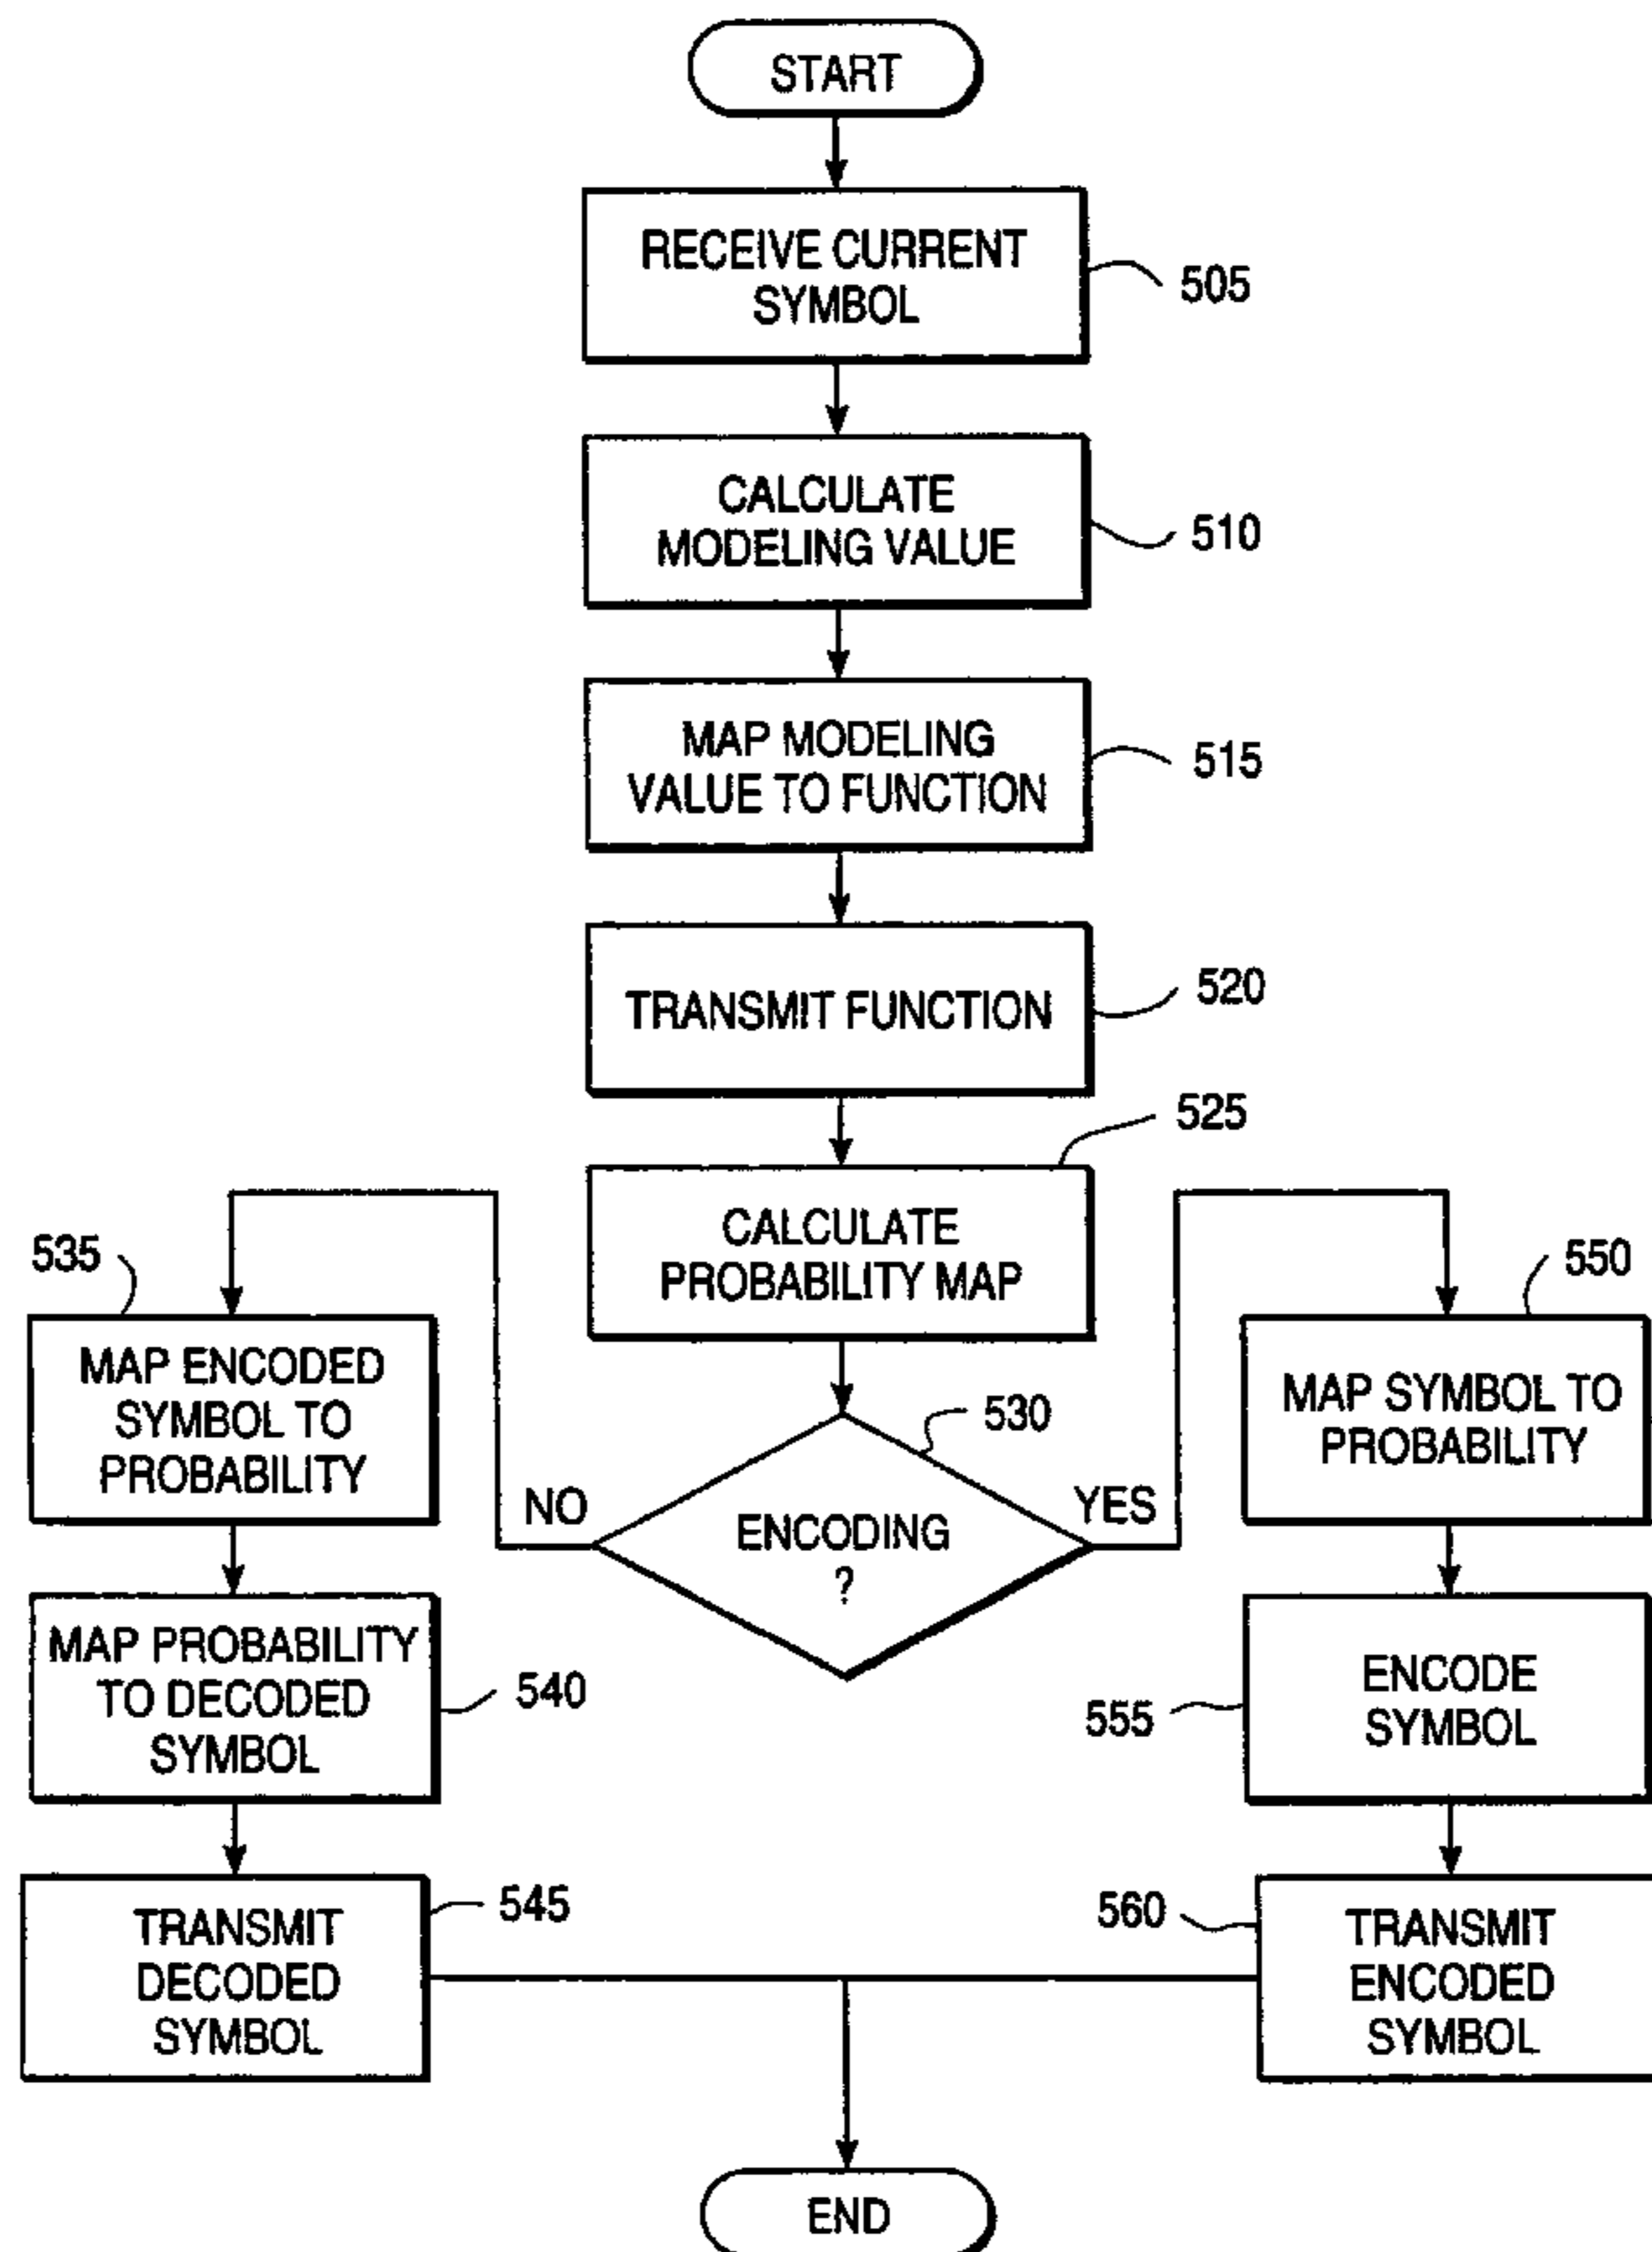 START
RECEIVE CURRENT
SYMBOL
505
CALCULATE
MODELING VALUE
510
MAP MODELING
VALUE TO FUNCTION
515
TRANSMIT FUNCTION
520
525
CALCULATE
PROBABILITY MAP
530
ENCODING
?
NO
YES
535
MAP ENCODED
SYMBOL TO
PROBABILITY
MAP PROBABILITY
TO DECODED
SYMBOL
540
TRANSMIT
DECODED
SYMBOL
545
550
MAP SYMBOL TO
PROBABILITY
ENCODE
SYMBOL
555
560
TRANSMIT
ENCODED
SYMBOL
END